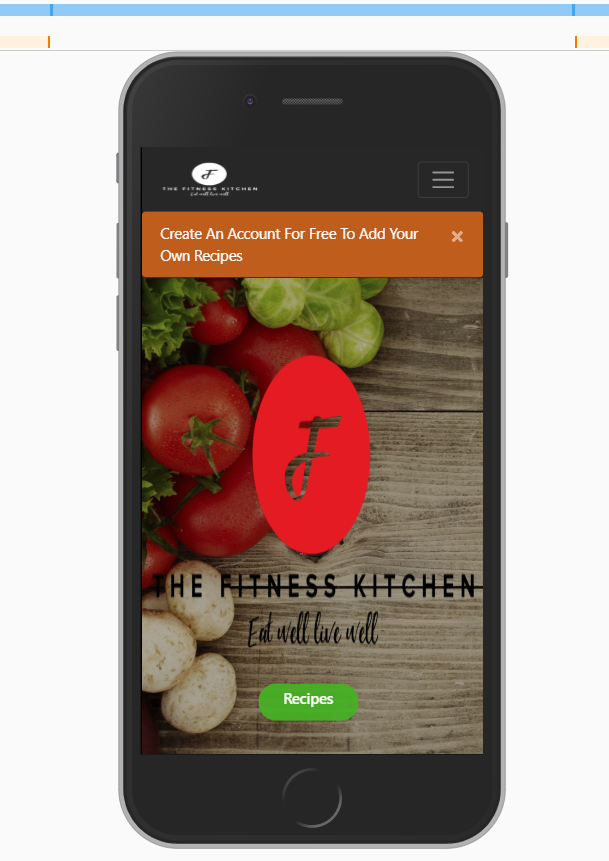 F
THE FITNESS KITCHEN
Eat well live well
Create An Account For Free To Add Your
Own Recipes
×
F
THE FITNESS KITCHEN
Eat well live well
Recipes